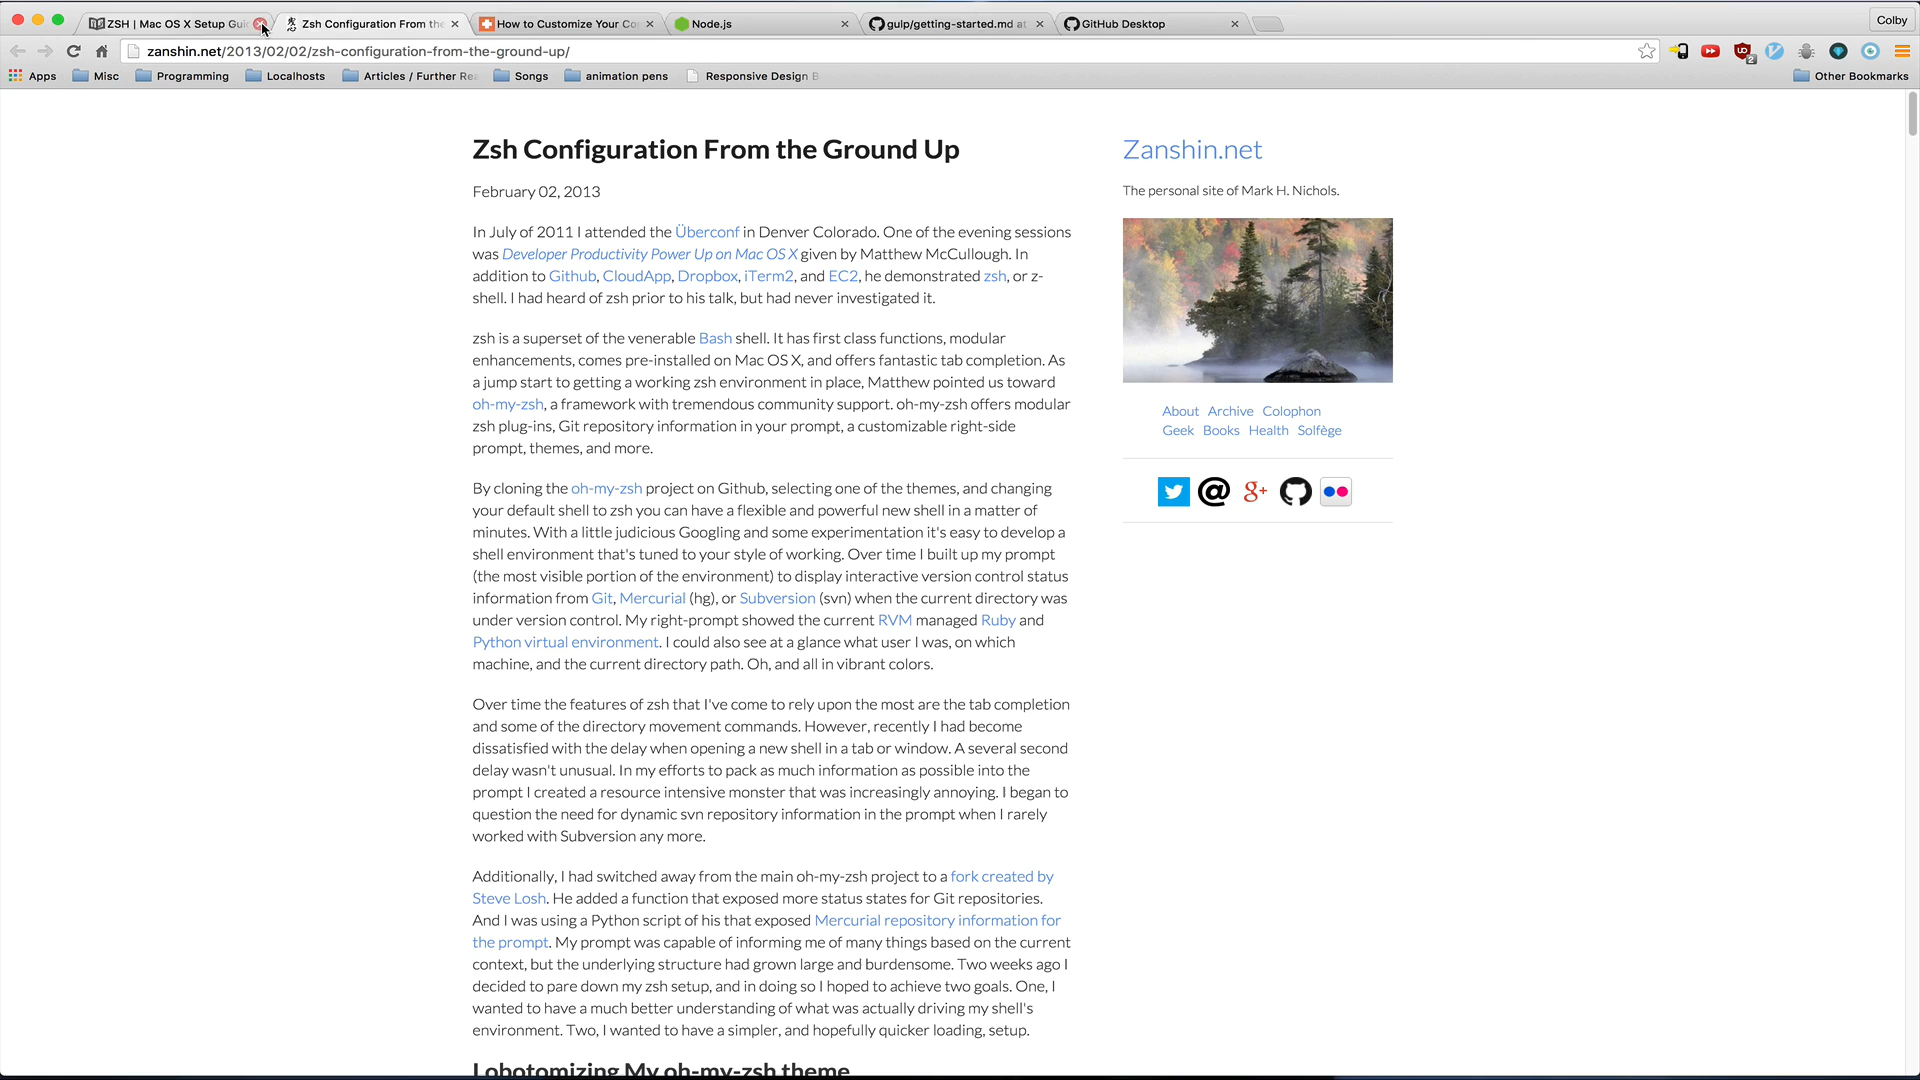 ZSH | Mac OS X Setup Gui
Zsh Configuration From the
How to Customize Your Co
Node.js
gulp/getting-started.md at
GitHub Desktop
Colby
zanshin.net/2013/02/02/zsh-configuration-from-the-ground-up/
2
Apps
Misc
Programming
Localhosts
Articles / Further Re
Songs
animation pens
Responsive Design B
Other Bookmarks
Zsh Configuration From the Ground Up
February 02, 2013
In July of 2011 I attended the Überconf in Denver Colorado. One of the evening sessions
was Developer Productivity Power Up on Mac OS X given by Matthew McCullough. In
addition to Github, CloudApp, Dropbox, iTerm2, and EC2, he demonstrated zsh, or z-
shell. I had heard of zsh prior to his talk, but had never investigated it.
zsh is a superset of the venerable Bash shell. It has first class functions, modular
enhancements, comes pre-installed on Mac OS X, and offers fantastic tab completion. As
a jump start to getting a working zsh environment in place, Matthew pointed us toward
oh-my-zsh, a framework with tremendous community support. oh-my-zsh offers modular
zsh plug-ins, Git repository information in your prompt, a customizable right-side
prompt, themes, and more.
By cloning the oh-my-zsh project on Github, selecting one of the themes, and changing
your default shell to zsh you can have a flexible and powerful new shell in a matter of
minutes. With a little judicious Googling and some experimentation it's easy to develop a
shell environment that's tuned to your style of working. Over time I built up my prompt
(the most visible portion of the environment) to display interactive version control status
information from Git, Mercurial (hg), or Subversion (svn) when the current directory was
under version control. My right-prompt showed the current RVM managed Ruby and
Python virtual environment. I could also see at a glance what user I was, on which
machine, and the current directory path. Oh, and all in vibrant colors.
Over time the features of zsh that I've come to rely upon the most are the tab completion
and some of the directory movement commands. However, recently I had become
dissatisfied with the delay when opening a new shell in a tab or window. A several second
delay wasn't unusual. In my efforts to pack as much information as possible into the
prompt I created a resource intensive monster that was increasingly annoying. I began to
question the need for dynamic svn repository information in the prompt when I rarely
worked with Subversion any more.
Additionally, I had switched away from the main oh-my-zsh project to a fork created by
Steve Losh. He added a function that exposed more status states for Git repositories.
And I was using a Python script of his that exposed Mercurial repository information for
the prompt. My prompt was capable of informing me of many things based on the current
context, but the underlying structure had grown large and burdensome. Two weeks ago I
decided to pare down my zsh setup, and in doing so I hoped to achieve two goals. One, I
wanted to have a much better understanding of what was actually driving my shell's
environment. Two, I wanted to have a simpler, and hopefully quicker loading, setup.
Lobotomizing My oh-my-zsh theme
Zanshin.net
The personal site of Mark H. Nichols.
About Archive Colophon
Geek Books Health Solfège
g+